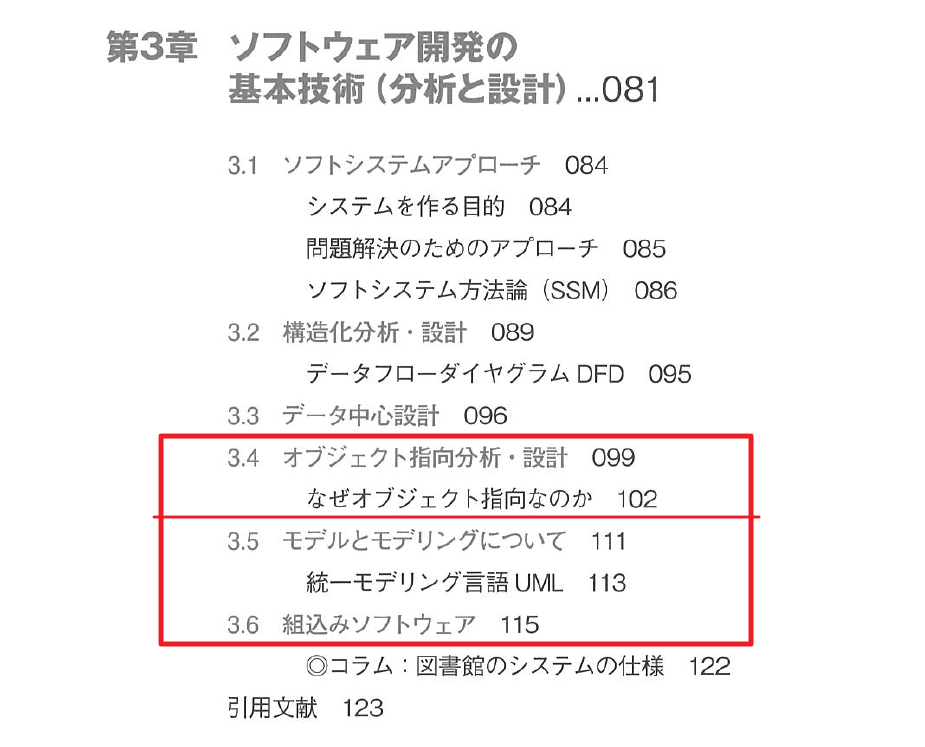 第3章 ソフトウェア開発の
基本技術（分析と設計）...081
3.1 ソフトシステムアプローチ 084
システムを作る目的 084
問題解決のためのアプローチ 085
ソフトシステム方法論（SSM） 086
3.2 構造化分析・設計 089
データフローダイヤグラム DFD 095
3.3 データ中心設計 096
3.4 オブジェクト指向分析・設計 099
なぜオブジェクト指向なのか 102
3.5 モデルとモデリングについて 111
統一モデリング言語 UML 113
3.6 組込みソフトウェア 115
◎コラム：図書館のシステムの仕様 122
引用文献 123